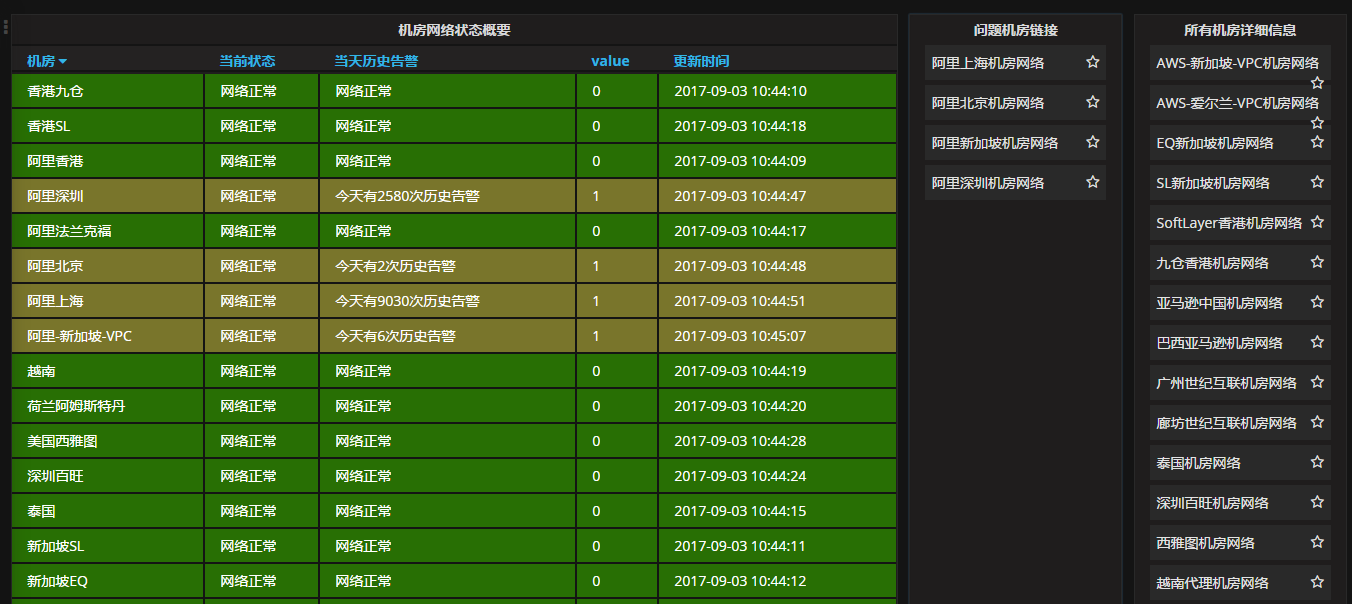 机房网络状态概要
机房 当前状态 当天历史告警 value 更新时间
香港九仓 网络正常 网络正常 0 2017-09-03 10:44:10
香港SL 网络正常 网络正常 0 2017-09-03 10:44:18
阿里香港 网络正常 网络正常 0 2017-09-03 10:44:09
阿里深圳 网络正常 今天有2580次历史告警 1 2017-09-03 10:44:47
阿里法兰克福 网络正常 网络正常 0 2017-09-03 10:44:17
阿里北京 网络正常 今天有2次历史告警 1 2017-09-03 10:44:48
阿里上海 网络正常 今天有9030次历史告警 1 2017-09-03 10:44:51
阿里-新加坡-VPC 网络正常 今天有6次历史告警 1 2017-09-03 10:45:07
越南 网络正常 网络正常 0 2017-09-03 10:44:19
荷兰阿姆斯特丹 网络正常 网络正常 0 2017-09-03 10:44:20
美国西雅图 网络正常 网络正常 0 2017-09-03 10:44:28
深圳百旺 网络正常 网络正常 0 2017-09-03 10:44:24
泰国 网络正常 网络正常 0 2017-09-03 10:44:15
新加坡SL 网络正常 网络正常 0 2017-09-03 10:44:11
新加坡EQ 网络正常 网络正常 0 2017-09-03 10:44:12
问题机房链接
阿里上海机房网络
阿里北京机房网络
阿里新加坡机房网络
阿里深圳机房网络
所有机房详细信息
AWS-新加坡-VPC机房网络
AWS-爱尔兰-VPC机房网络
EQ新加坡机房网络
SL新加坡机房网络
SoftLayer香港机房网络
九仓香港机房网络
亚马逊中国机房网络
巴西亚马逊机房网络
广州世纪互联机房网络
廊坊世纪互联机房网络
泰国机房网络
深圳百旺机房网络
西雅图机房网络
越南代理机房网络